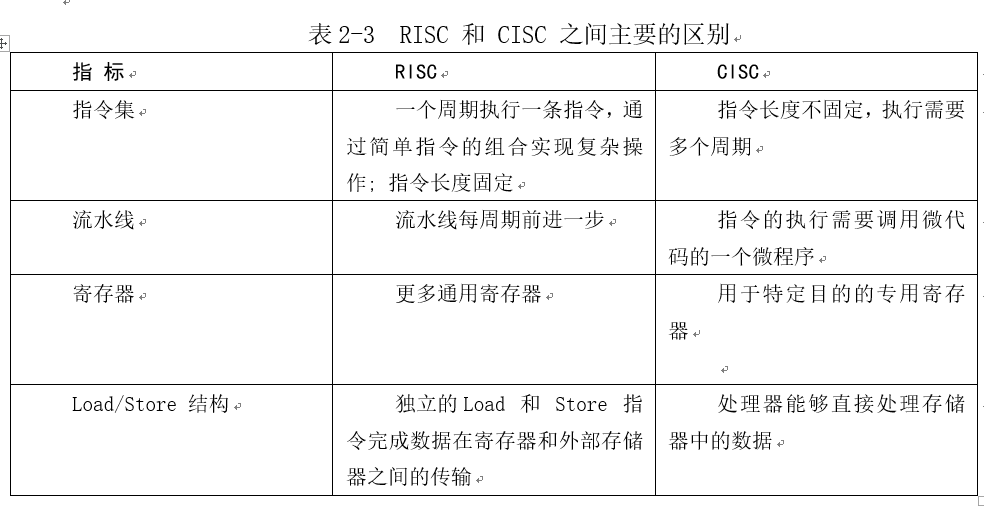 表2-3 RISC 和 CISC 之间主要的区别
指 标 RISC CISC
指令集
一个周期执行一条指令，通
过简单指令的组合实现复杂操
作；指令长度固定
指令长度不固定，执行需要
多个周期
流水线
流水线每周期前进一步
指令的执行需要调用微代
码的一个微程序
寄存器
更多通用寄存器
用于特定目的的专用寄存
器
Load/Store 结构
独立的Load 和 Store 指
令完成数据在寄存器和外部存储
器之间的传输
处理器能够直接处理存储
器中的数据